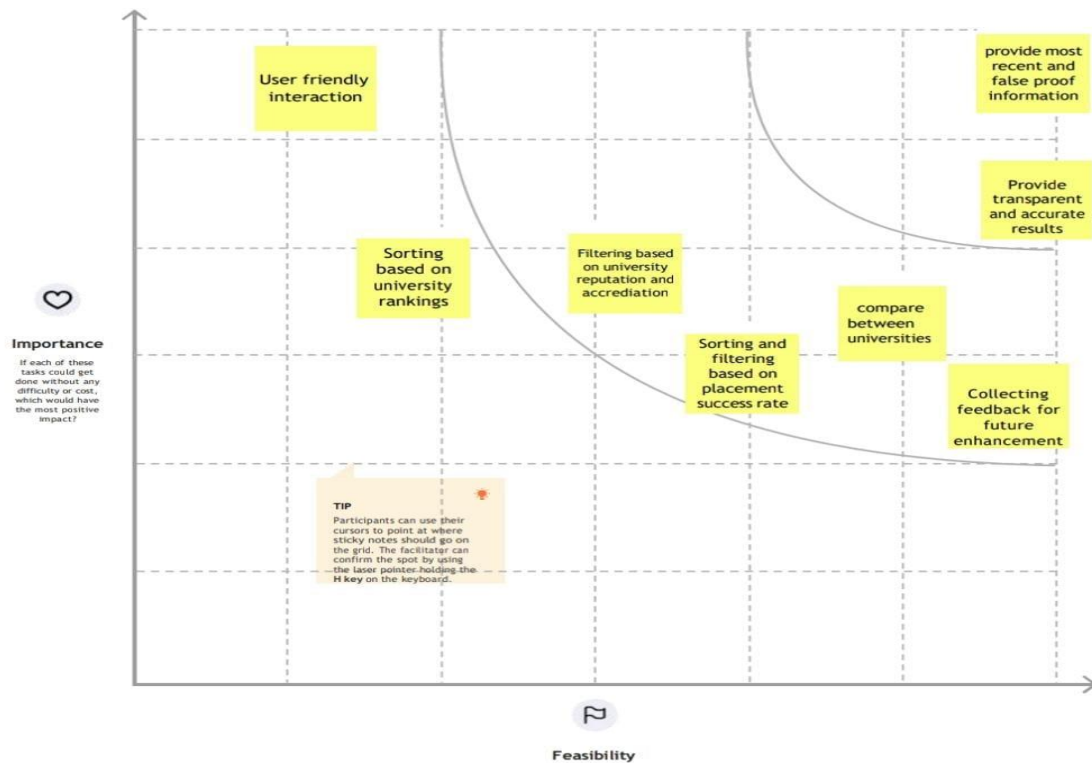 User friendly
interaction
provide most
recent and
false proof
information
Provide
transparent
and accurate
results
Sorting
based on
university
rankings
Filtering based
on university
reputation and
accrediation
compare
between
universities
Sorting and
filtering
based on
placement
success rate
Collecting
feedback for
future
enhancement
Importance
If each of these
tasks could get
done without any
difficulty or cost,
which would have
the most positive
impact?
TIP
Participants can use their
cursors to point at where
sticky notes should go on
the grid. The facilitator can
confirm the spot by using
the laser pointer holding the
H key on the keyboard.
Feasibility